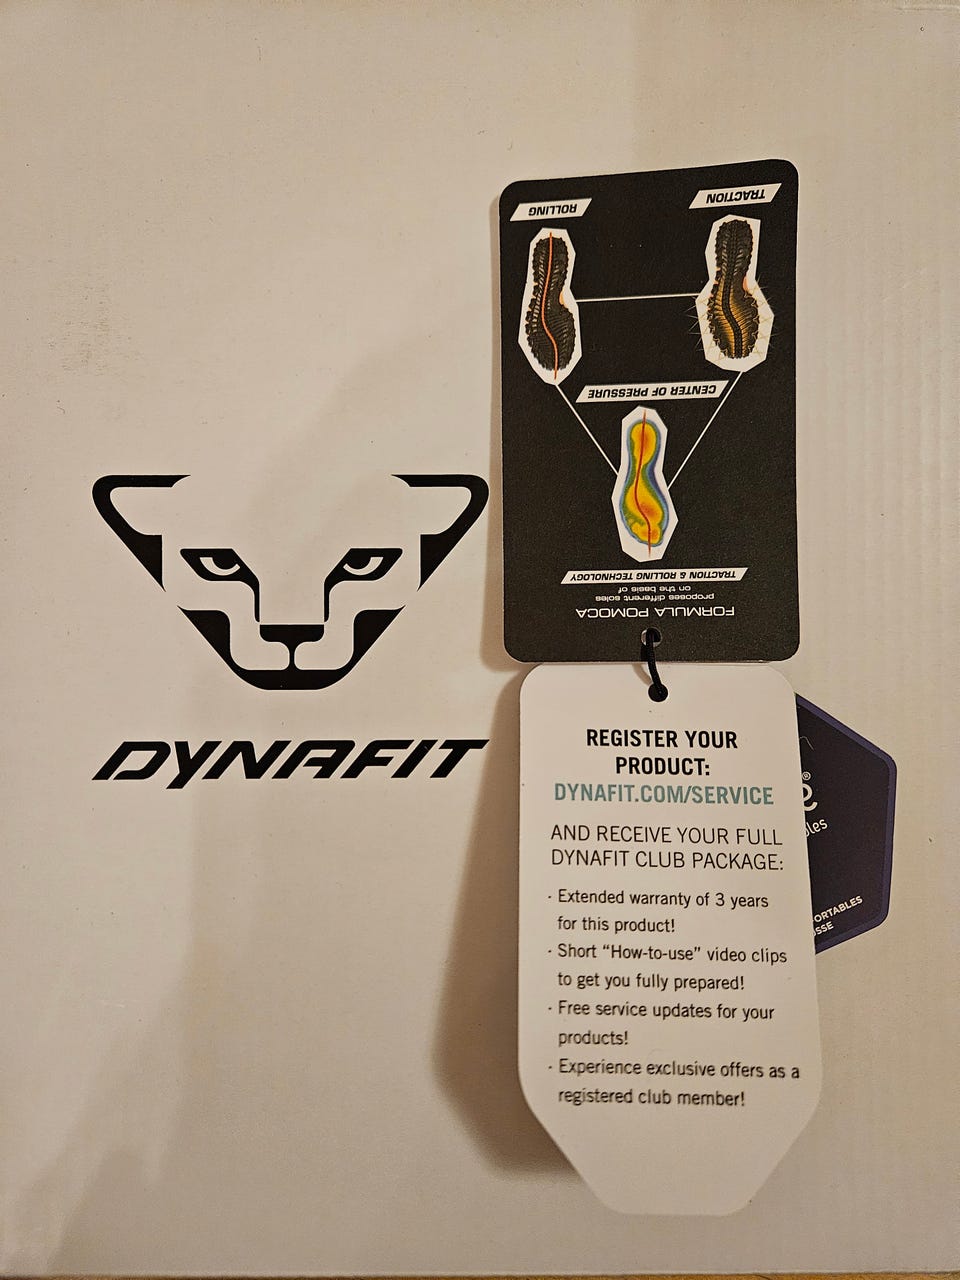 DYNAFIT
FORMULA POMOCA
proposes different soles
on the basis of
TRACTION & ROLLING TECHNOLOGY
CENTER OF PRESSURE
TRACTION
ROLLING
REGISTER YOUR
PRODUCT:
DYNAFIT.COM/SERVICE
AND RECEIVE YOUR FULL
DYNAFIT CLUB PACKAGE:
· Extended warranty of 3 years
for this product!
· Short “How-to-use” video clips
to get you fully prepared!
· Free service updates for your
products!
· Experience exclusive offers as a
registered club member!